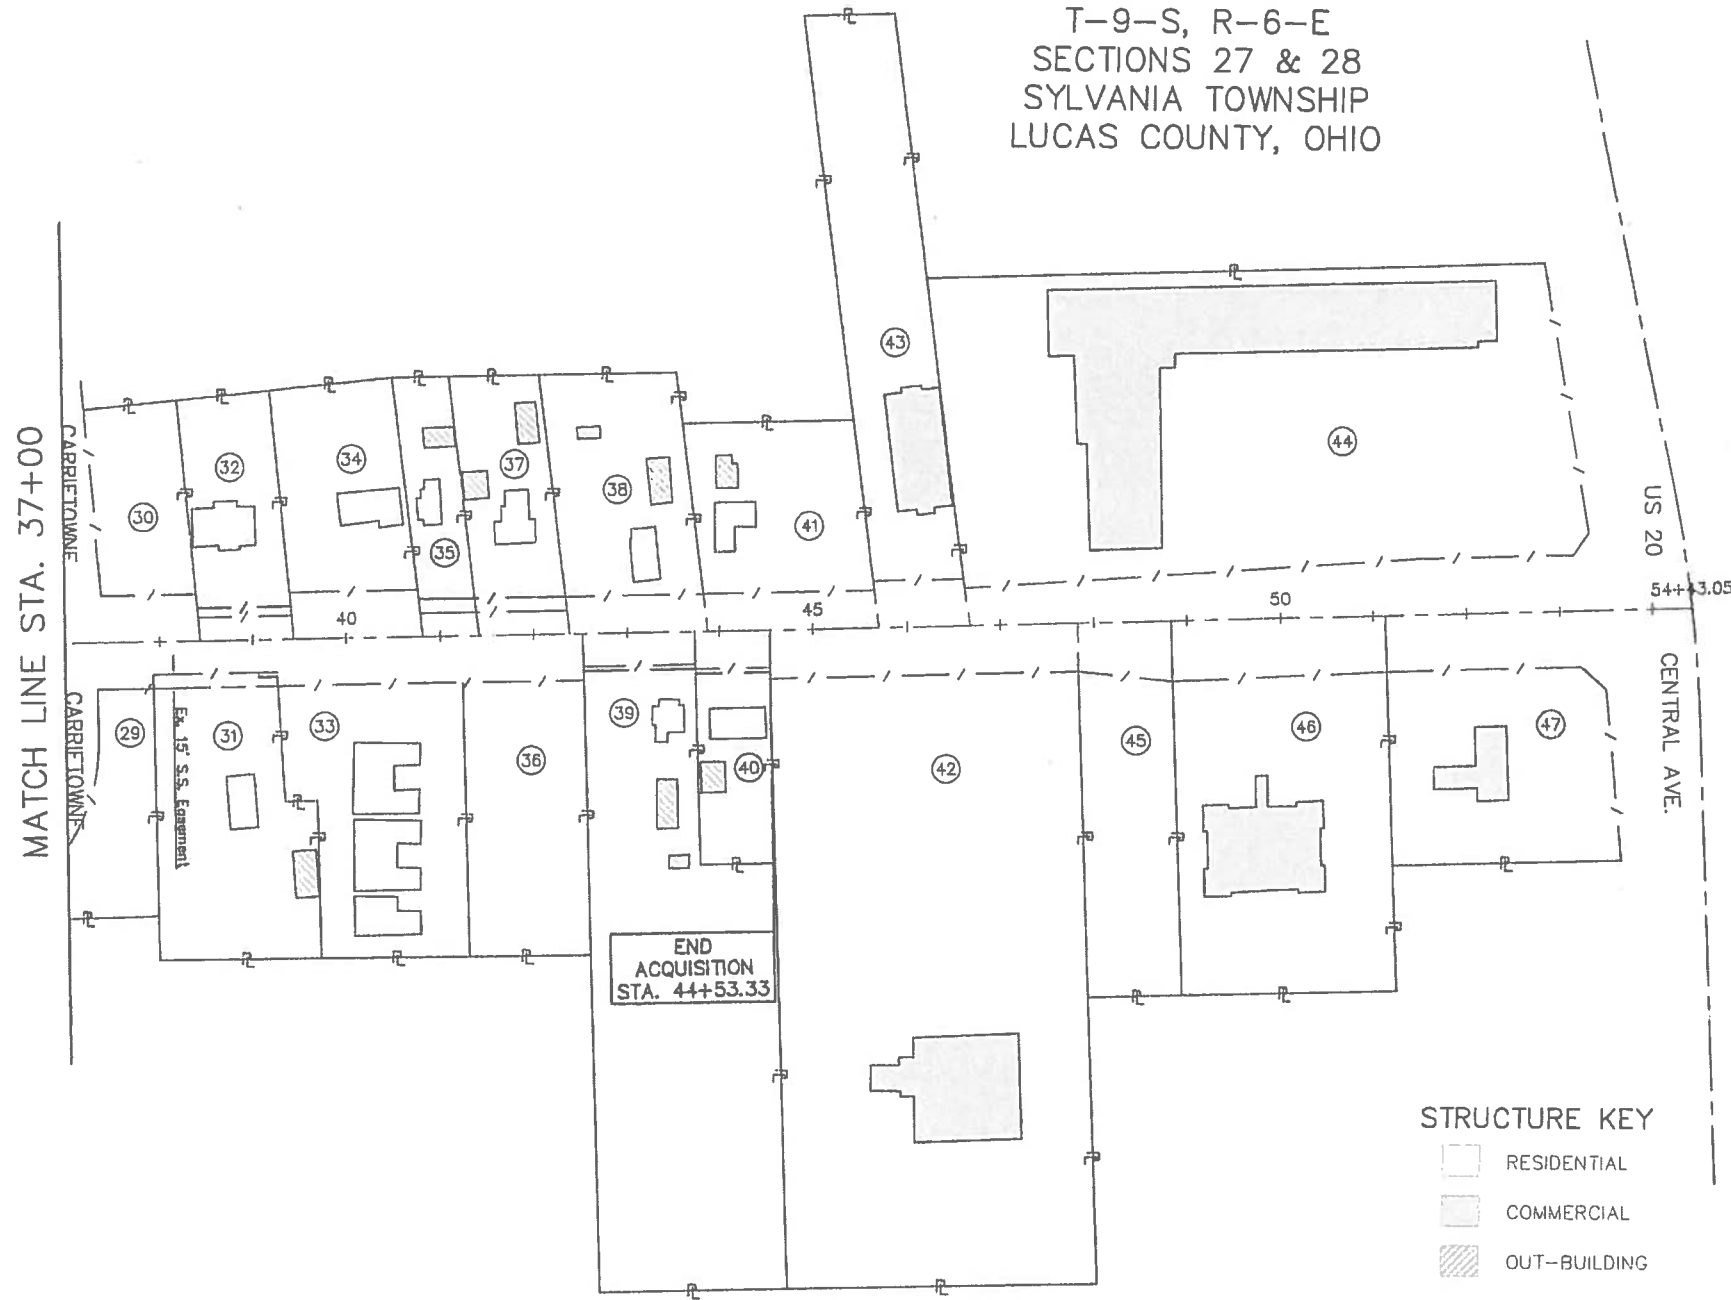 T-9-S, R-6-E
SECTIONS 27 & 28
SYLVANIA TOWNSHIP
LUCAS COUNTY, OHIO
MATCH LINE STA. 37+00
CARRIETOWNE
CARRIETOWNE
30
32
34
35
37
38
41
43
44
US 20
CENTRAL AVE.
54+43.05
40
45
50
29
31
33
36
39
40
42
45
46
47
Ex. 15' S.S. Easement
END
ACQUISITION
STA. 44+53.33
STRUCTURE KEY
RESIDENTIAL
COMMERCIAL
OUT-BUILDING